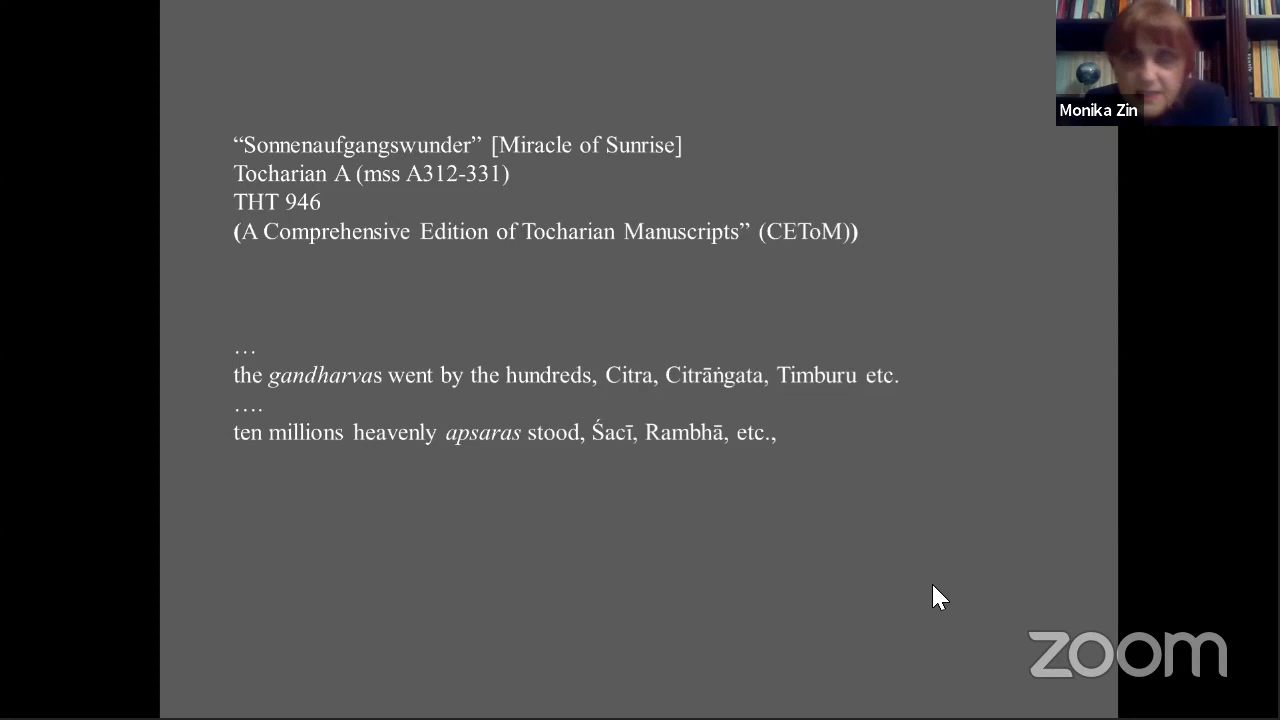 Monika Zin
“Sonnenaufgangswunder” [Miracle of Sunrise]
Tocharian A (mss A312-331)
THT 946
(A Comprehensive Edition of Tocharian Manuscripts” (CEToM))
…
the gandharvas went by the hundreds, Citra, Citrāṅgata, Timburu etc.
….
ten millions heavenly apsaras stood, Śacī, Rambhā, etc.,
zoom